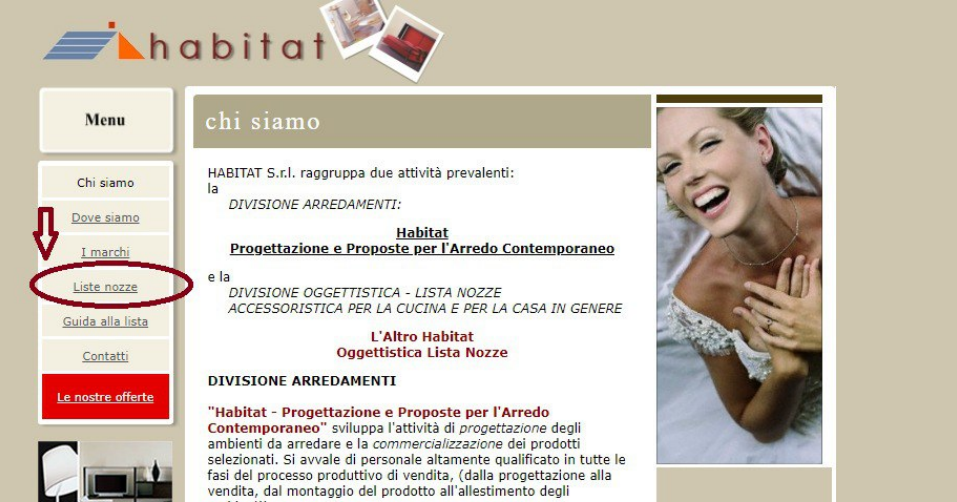 habitat
Menu
Chi siamo
Dove siamo
I marchi
Liste nozze
Guida alla lista
Contatti
Le nostre offerte
chi siamo
HABITAT S.r.l. raggruppa due attività prevalenti:
la
DIVISIONE ARREDAMENTI:
Habitat
Progettazione e Proposte per l'Arredo Contemporaneo
e la
DIVISIONE OGGETTISTICA - LISTA NOZZE
ACCESSORISTICA PER LA CUCINA E PER LA CASA IN GENERE
L'Altro Habitat
Oggettistica Lista Nozze
DIVISIONE ARREDAMENTI
"Habitat - Progettazione e Proposte per l'Arredo
Contemporaneo" sviluppa l'attività di progettazione degli
ambienti da arredare e la commercializzazione dei prodotti
selezionati. Si avvale di personale altamente qualificato in tutte le
fasi del processo produttivo di vendita, (dalla progettazione alla
vendita, dal montaggio del prodotto all'allestimento degli